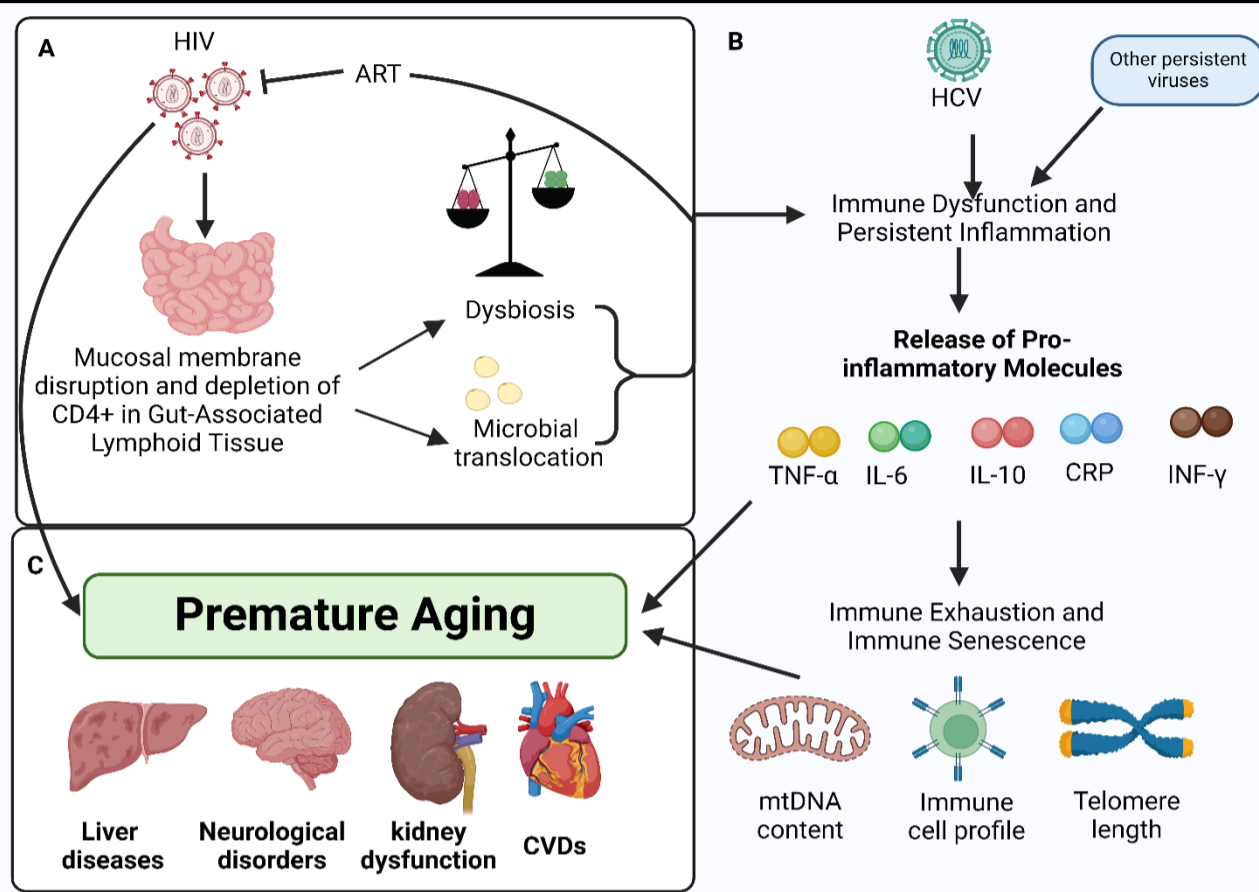 A
HIV
ART
Mucosal membrane
disruption and depletion of
CD4+ in Gut-Associated
Lymphoid Tissue
Dysbiosis
Microbial
translocation
B
HCV
Other persistent
viruses
Immune Dysfunction and
Persistent Inflammation
Release of Pro-
inflammatory Molecules
TNF-α
IL-6
IL-10
CRP
INF-γ
Immune Exhaustion and
Immune Senescence
mtDNA
content
Immune
cell profile
Telomere
length
C
Premature Aging
Liver
diseases
Neurological
disorders
kidney
dysfunction
CVDs